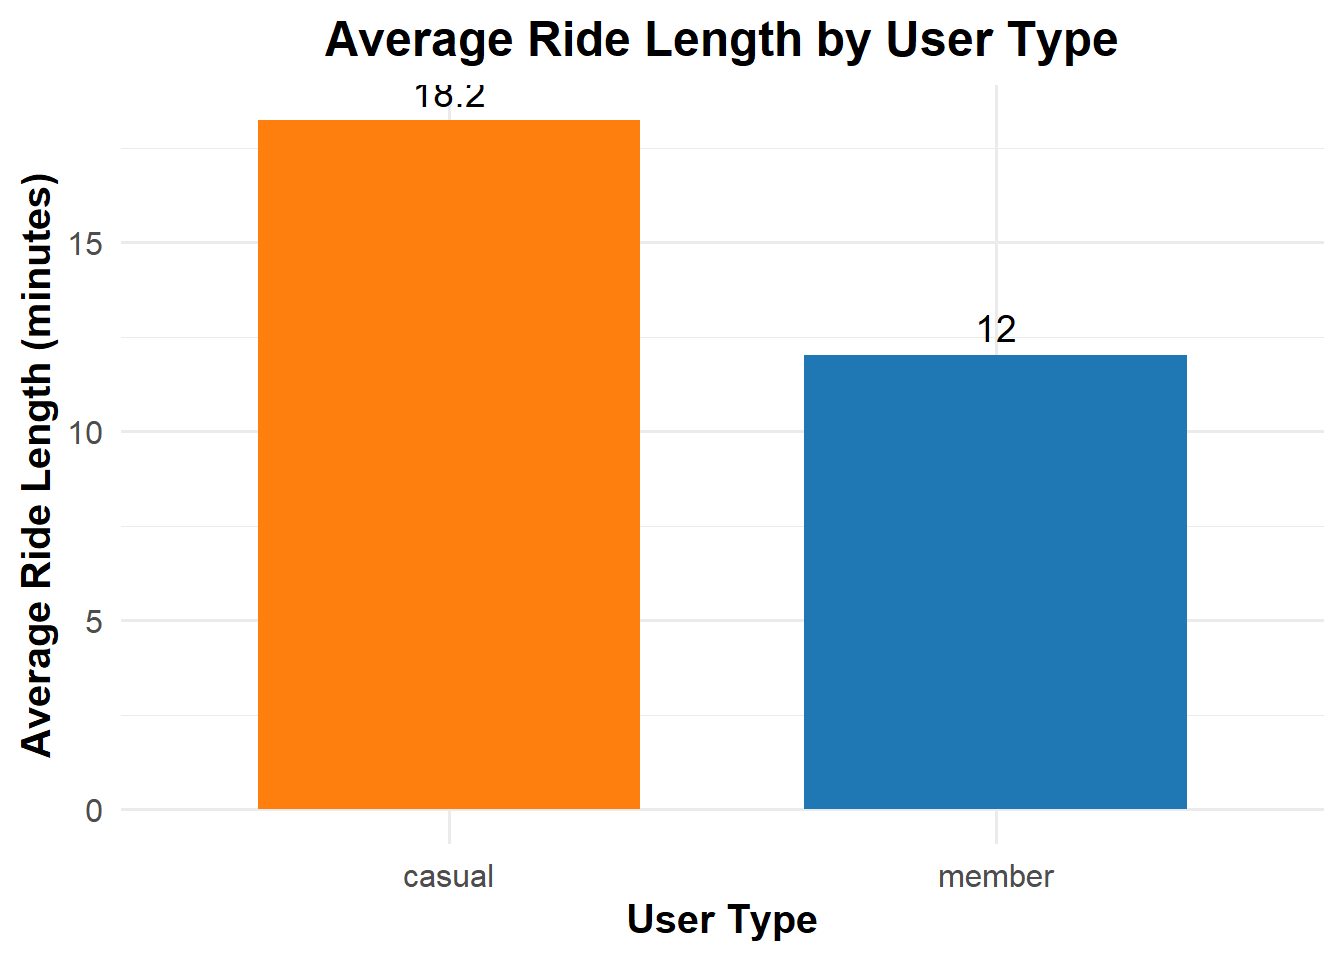 Average Ride Length by User Type
18.2
12
Average Ride Length (minutes)
15
10
5
0
casual
member
User Type